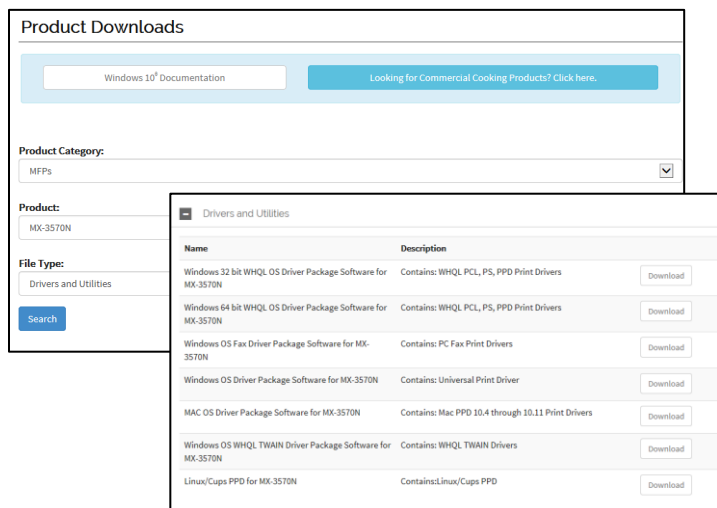 Product Downloads
Windows 10® Documentation
Looking for Commercial Cooking Products? Click here.
Product Category:
MFPs
Product:
MX-3570N
File Type:
Drivers and Utilities
Search
Drivers and Utilities
Name Description
Windows 32 bit WHQL OS Driver Package Software for Contains: WHQL PCL, PS, PPD Print Drivers Download
MX-3570N
Windows 64 bit WHQL OS Driver Package Software for Contains: WHQL PCL, PS, PPD Print Drivers Download
MX-3570N
Windows OS Fax Driver Package Software for MX- Contains: PC Fax Print Drivers Download
3570N
Windows OS Driver Package Software for MX-3570N Contains: Universal Print Driver Download
MAC OS Driver Package Software for MX-3570N Contains: Mac PPD 10.4 through 10.11 Print Drivers Download
Windows OS WHQL TWAIN Driver Package Software for Contains: WHQL TWAIN Drivers Download
MX-3570N
Linux/Cups PPD for MX-3570N Contains:Linux/Cups PPD Download